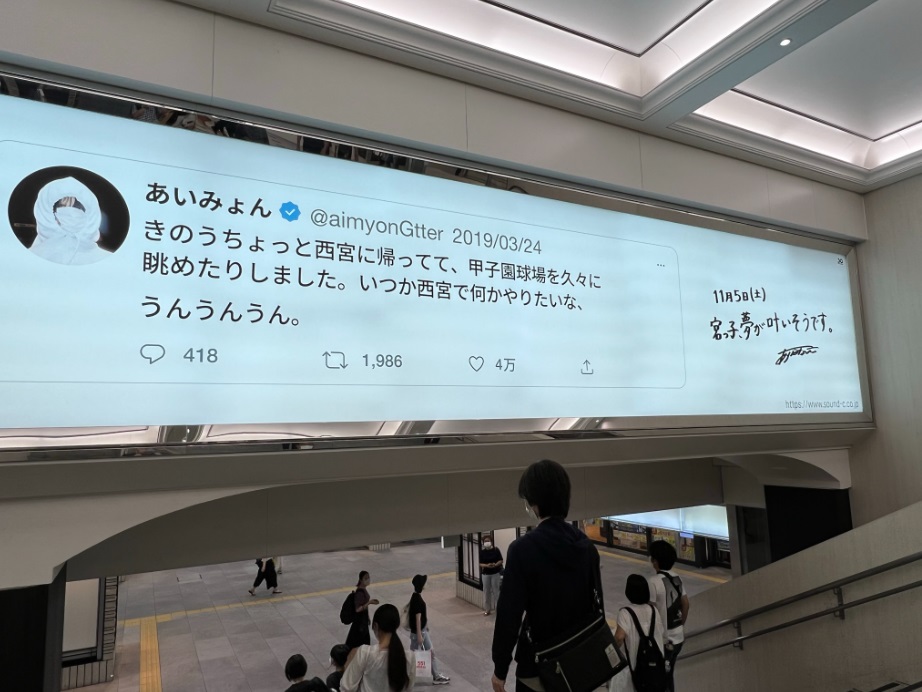 あいみょん @aimyonGtter 2019/03/24
きのうちょっと西宮に帰ってて、甲子園球場を久々に
眺めたりしました。いつか西宮で何かやりたいな、
うんうんうん。
418 1,986 4万
11月5日(土)
宮っ子、夢が叶いそうです。
https://www.sound-c.co.jp